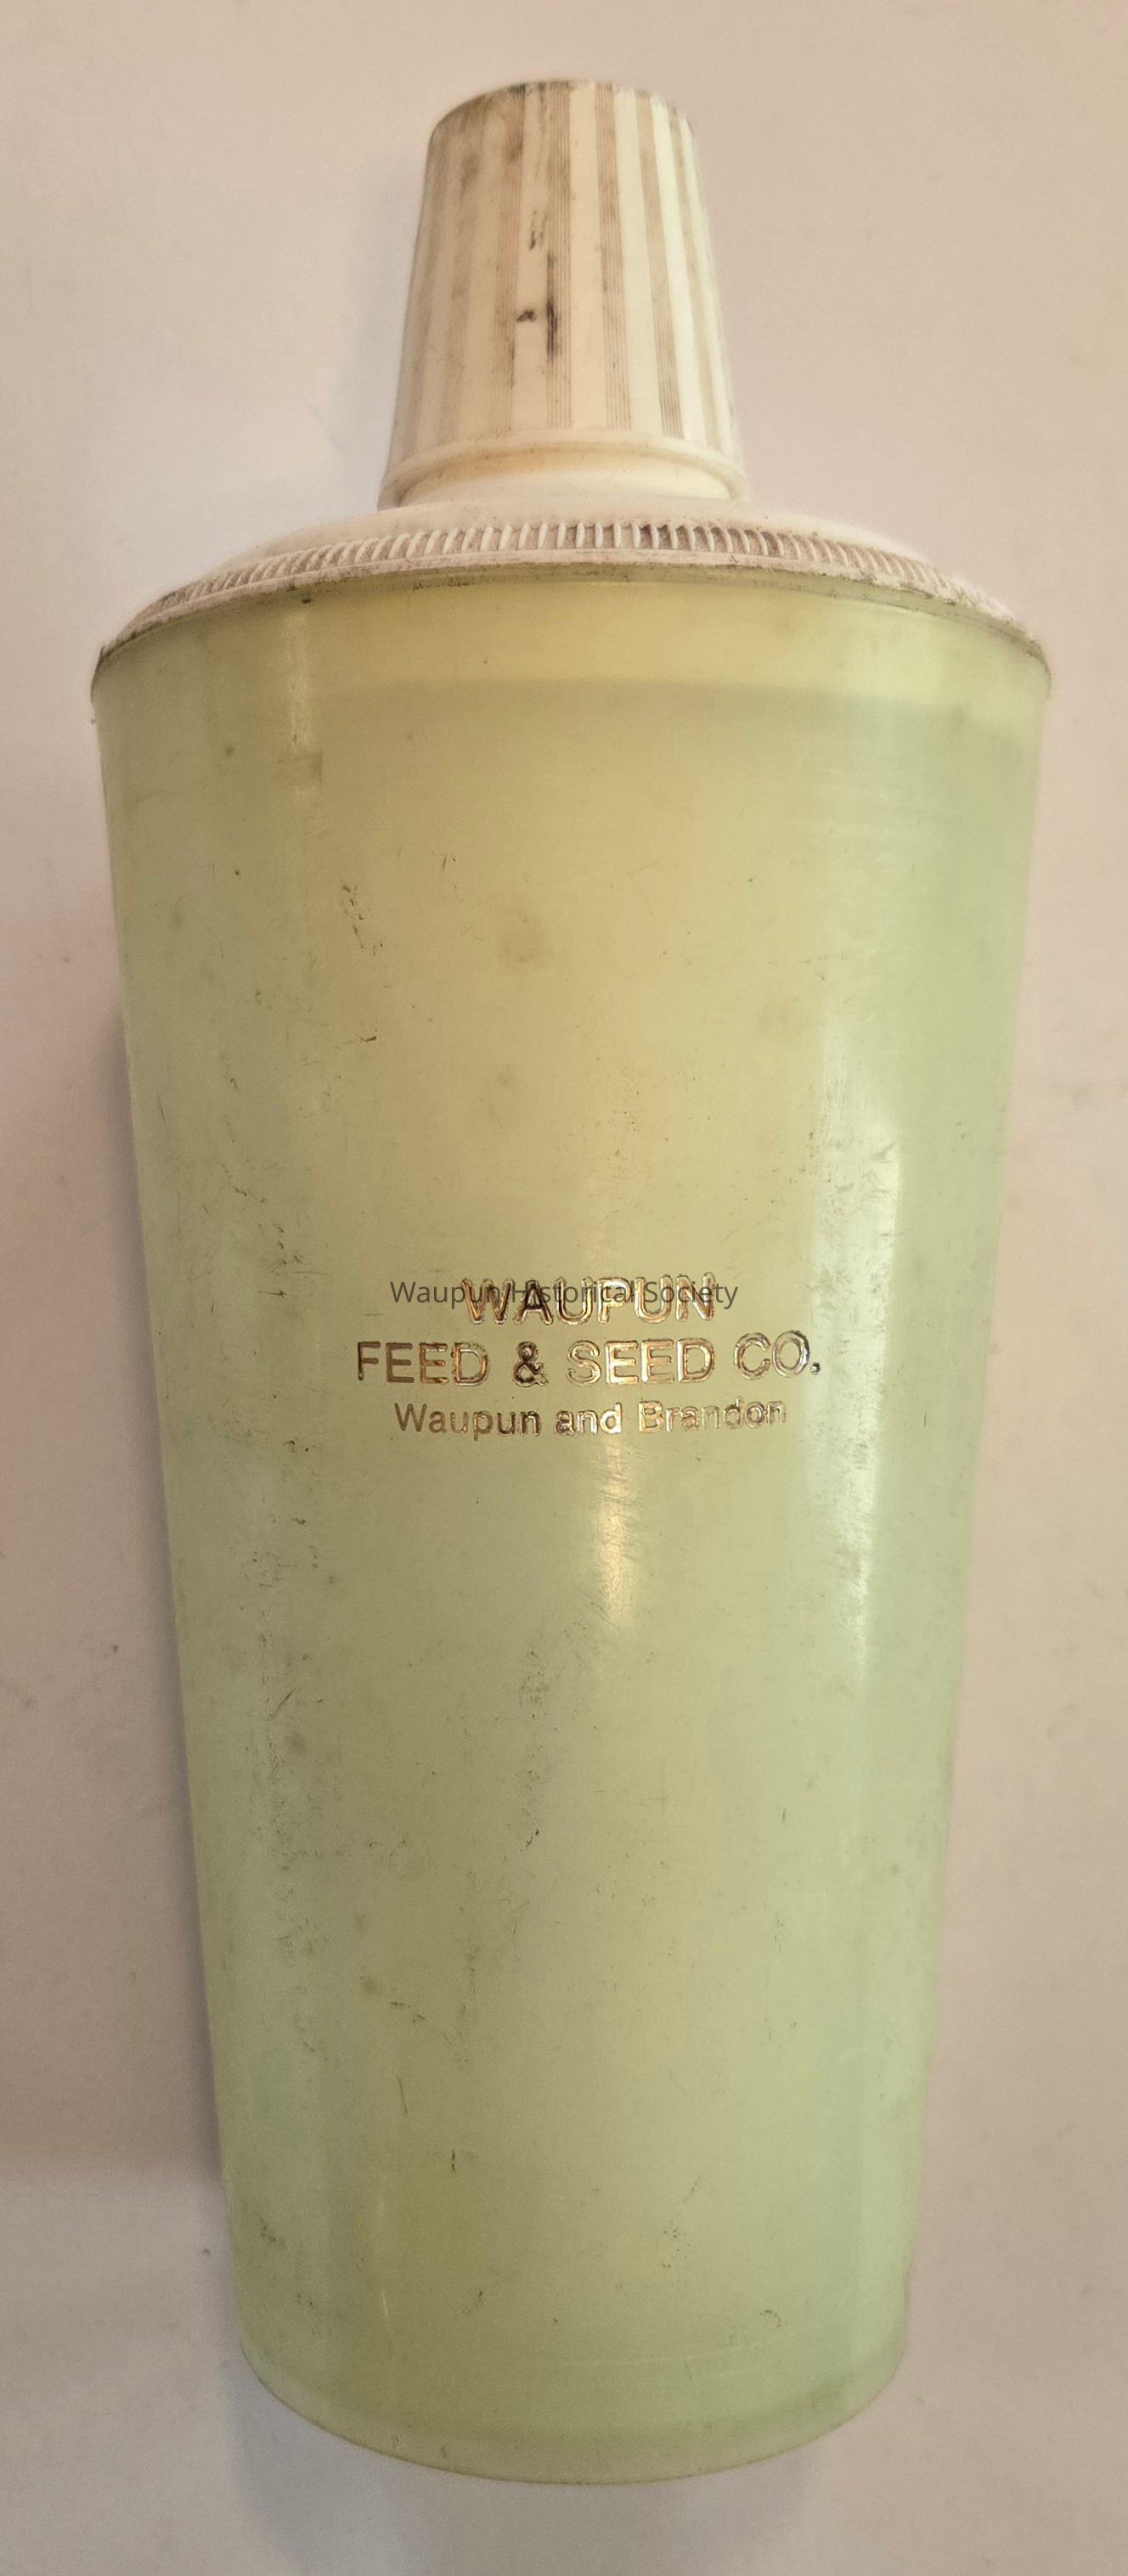 Waupun Historical Society
WAUPUN
FEED & SEED CO.
Waupun and Brandon